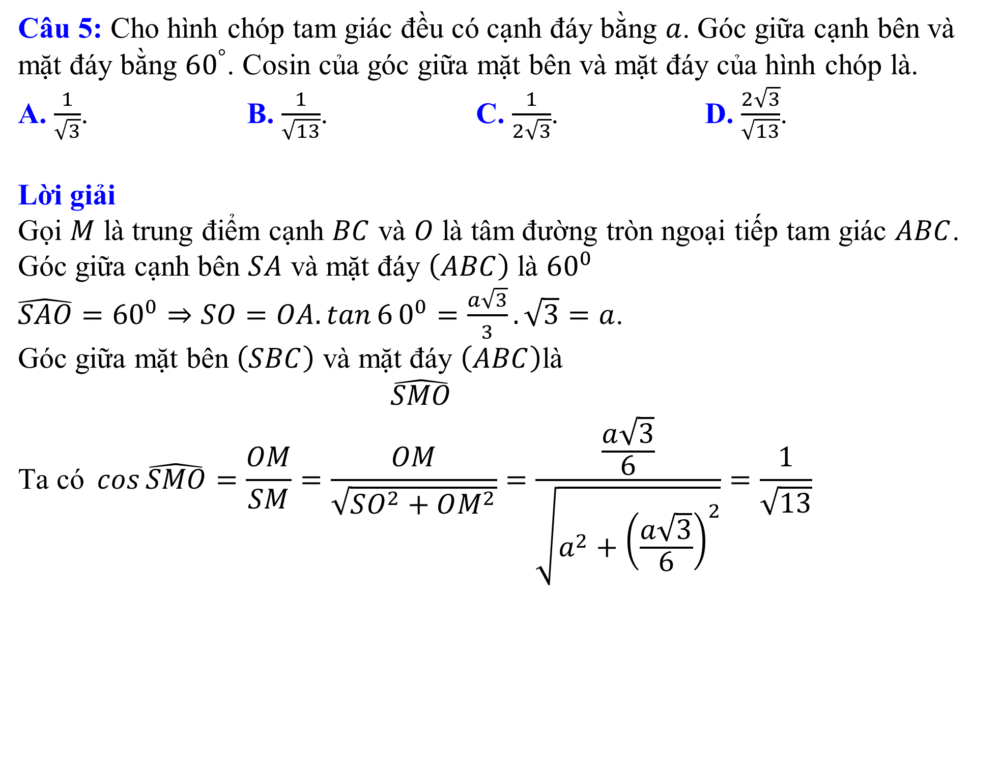 Câu 5: Cho hình chóp tam giác đều có cạnh đáy bằng $a$. Góc giữa cạnh bên và
mặt đáy bằng $60^{\circ}$. Cosin của góc giữa mặt bên và mặt đáy của hình chóp là.
A. $\frac{1}{\sqrt{3}}$. B. $\frac{1}{\sqrt{13}}$. C. $\frac{1}{2\sqrt{3}}$. D. $\frac{2\sqrt{3}}{\sqrt{13}}$.
Lời giải
Gọi $M$ là trung điểm cạnh $BC$ và $O$ là tâm đường tròn ngoại tiếp tam giác $ABC$.
Góc giữa cạnh bên $SA$ và mặt đáy $(ABC)$ là $60^0$
$\widehat{SAO} = 60^0 \Rightarrow SO = OA. tan 6 0^0 = \frac{a\sqrt{3}}{3}.\sqrt{3} = a$.
Góc giữa mặt bên $(SBC)$ và mặt đáy $(ABC)$là
$\widehat{SMO}$
Ta có $cos \widehat{SMO} = \frac{OM}{SM} = \frac{OM}{\sqrt{SO^2 + OM^2}} = \frac{\frac{a\sqrt{3}}{6}}{\sqrt{a^2 + \left(\frac{a\sqrt{3}}{6}\right)^2}} = \frac{1}{\sqrt{13}}$